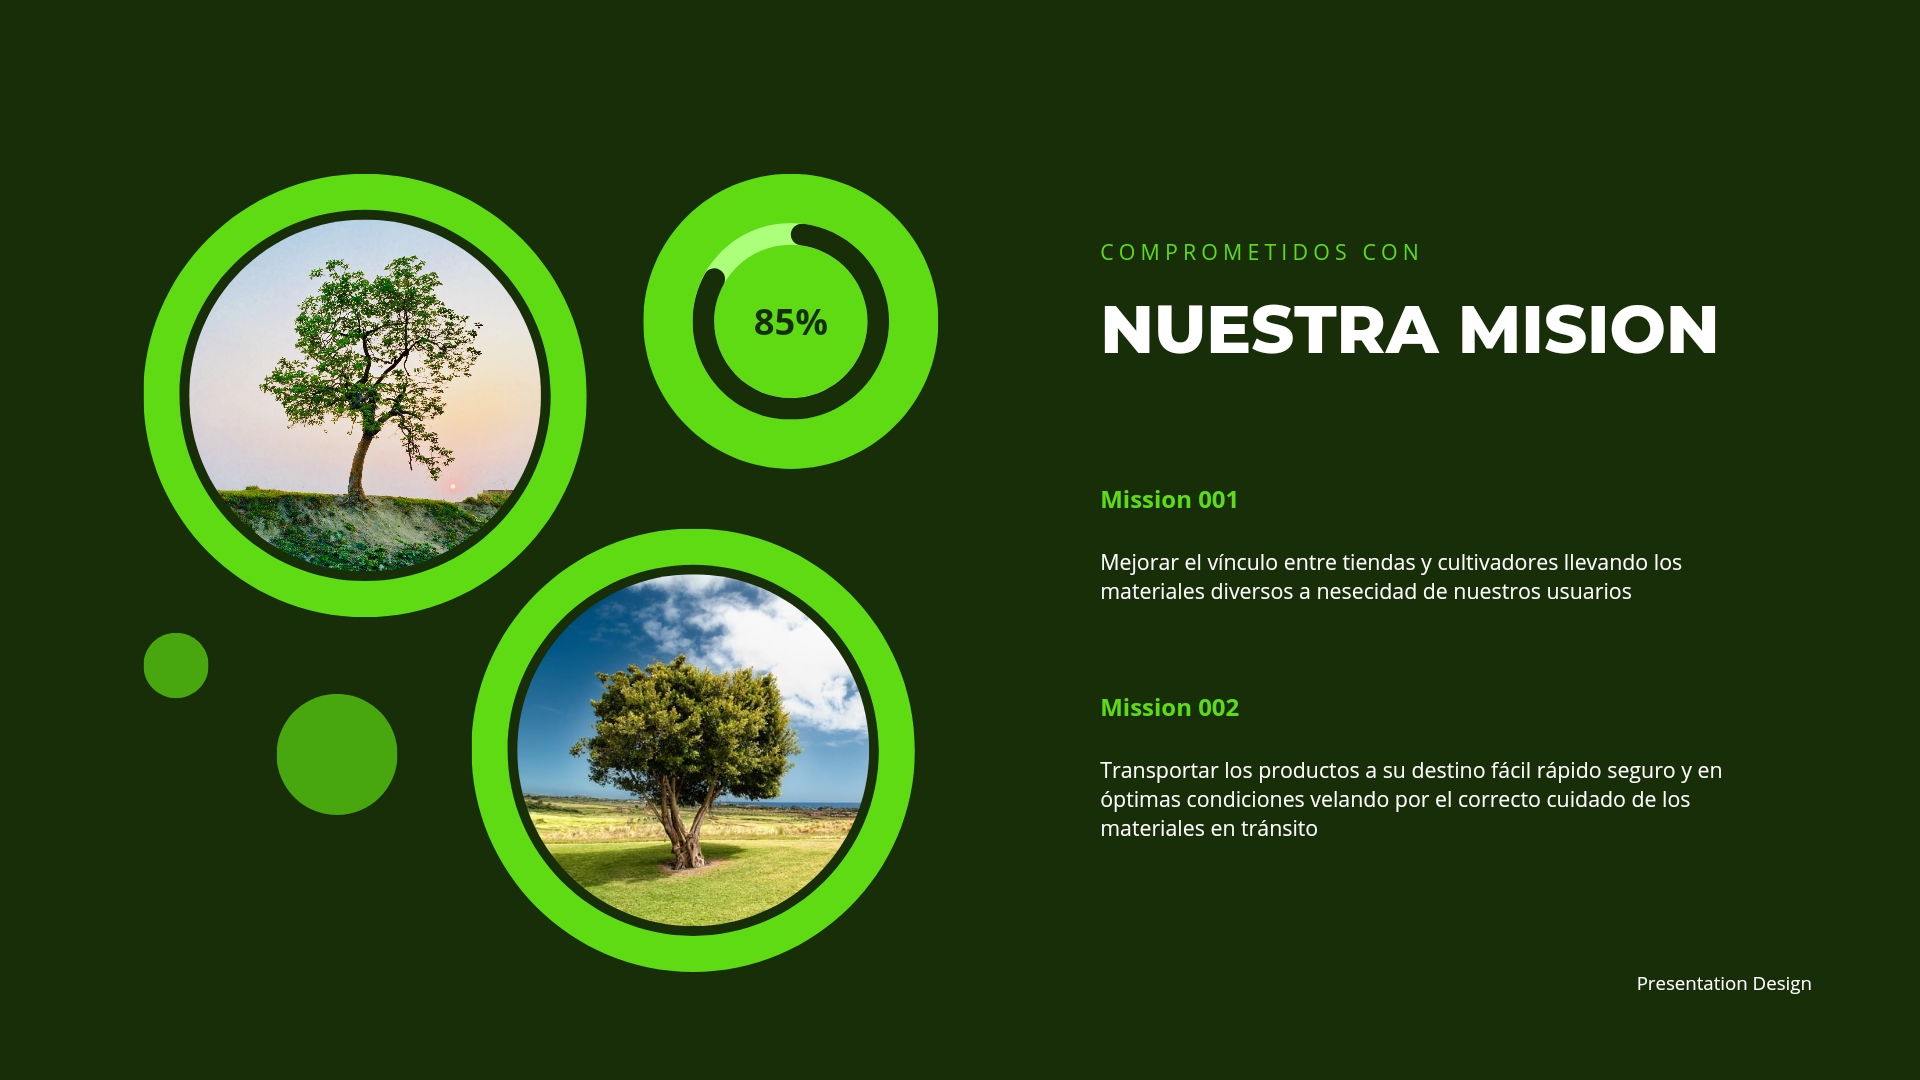 85%
COMPROMETIDOS CON
NUESTRA MISION
Mission 001
Mejorar el vínculo entre tiendas y cultivadores llevando los
materiales diversos a nesecidad de nuestros usuarios
Mission 002
Transportar los productos a su destino fácil rápido seguro y en
óptimas condiciones velando por el correcto cuidado de los
materiales en tránsito
Presentation Design